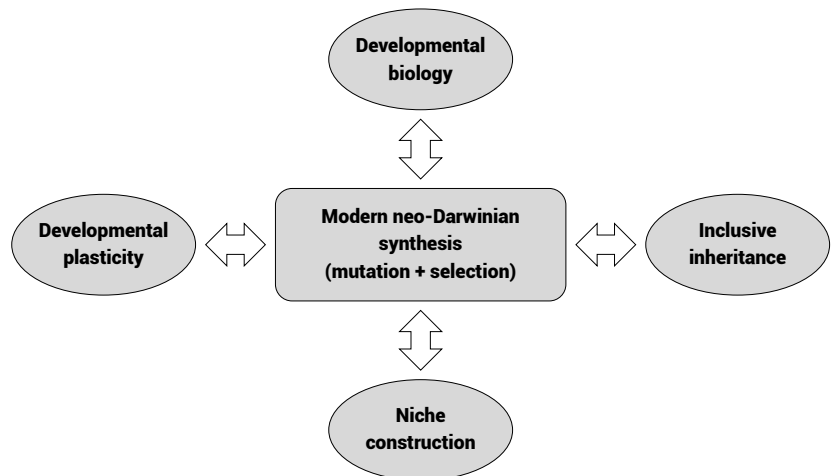 Developmental
biology
Developmental
plasticity
Modern neo-Darwinian
synthesis
(mutation + selection)
Inclusive
inheritance
Niche
construction